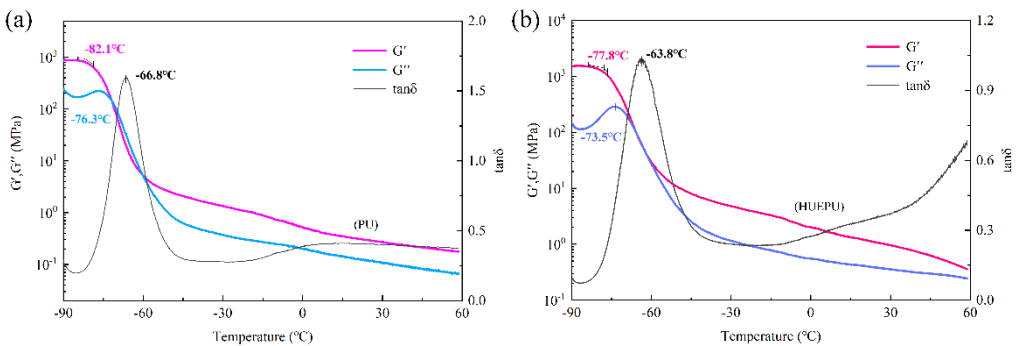 (a)
G',G'' (MPa)
10³
10²
10¹
10⁰
10⁻¹
-82.1℃
-76.3℃
-66.8℃
G'
G''
tanδ
(PU)
2.0
1.5
1.0
0.5
0.0
tanδ
-90 -60 -30 0 30 60
Temperature (℃)
(b)
G',G'' (MPa)
10⁴
10³
10²
10¹
10⁰
10⁻¹
-77.8℃
-73.5℃
-63.8℃
G'
G''
tanδ
(HUEPU)
1.2
0.9
0.6
0.3
0.0
tanδ
-90 -60 -30 0 30 60
Temperature (℃)